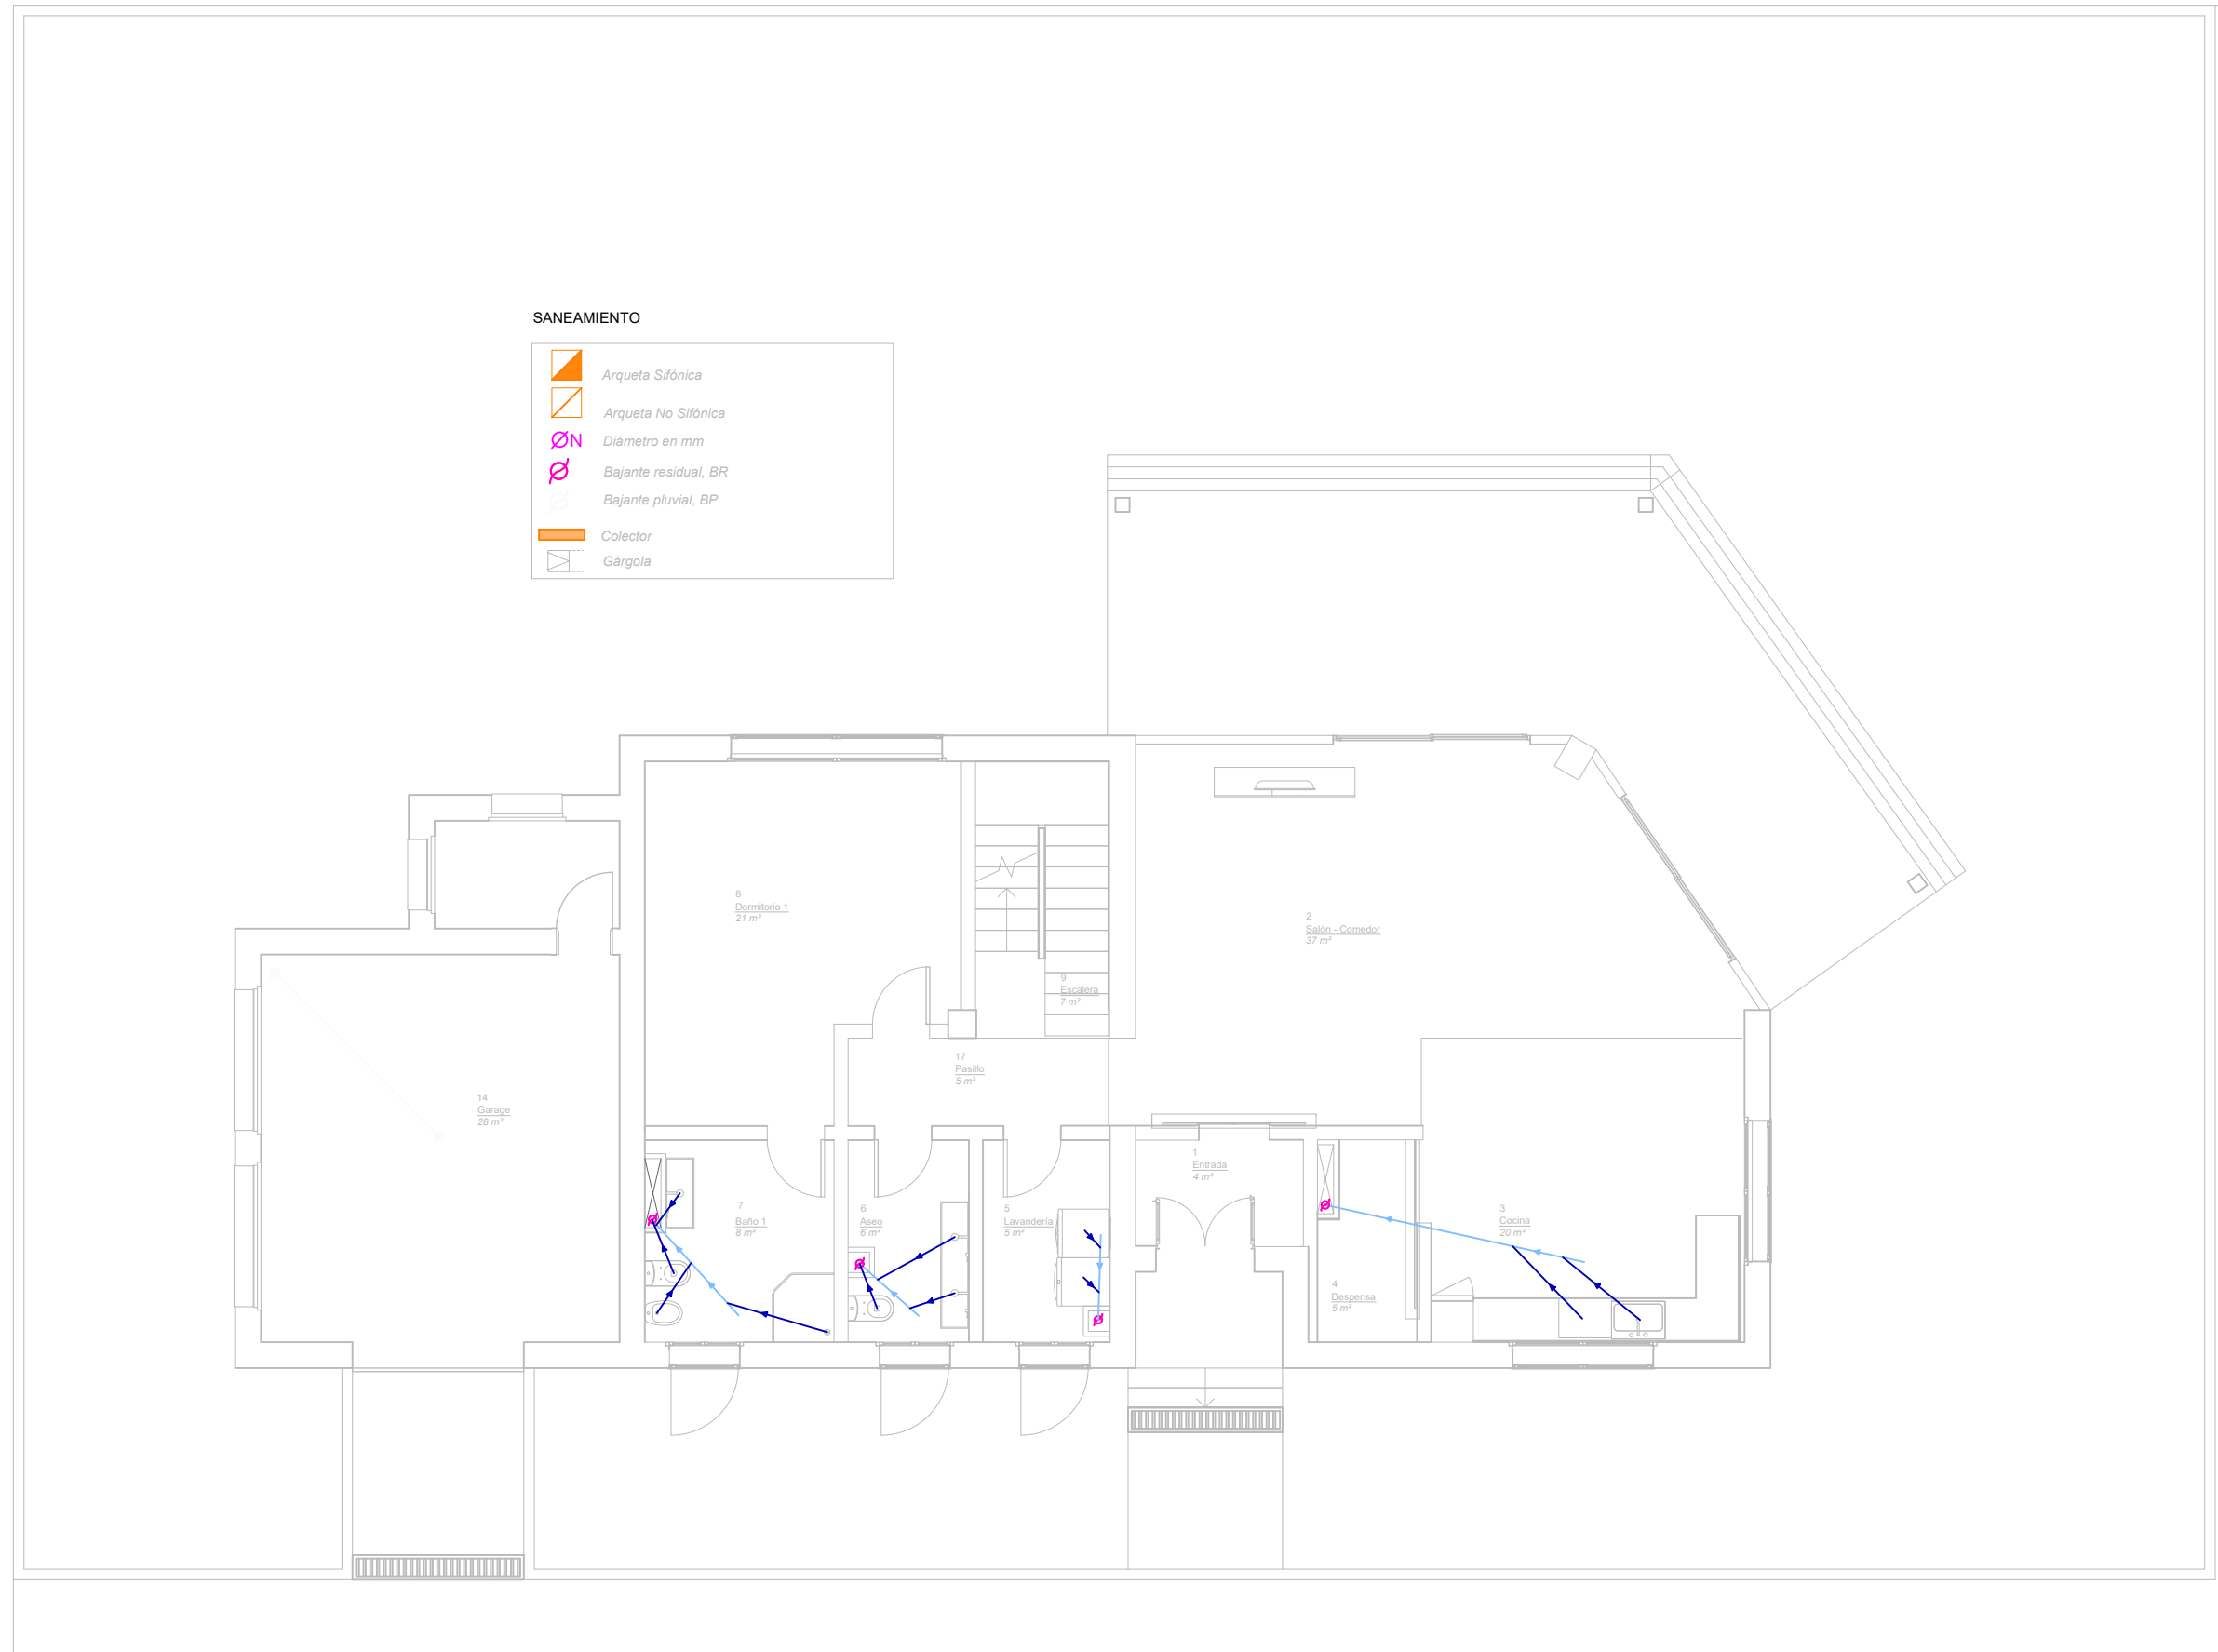 SANEAMIENTO
Arqueta Sifónica
Arqueta No Sifónica
ØN Diámetro en mm
Bajante residual, BR
Bajante pluvial, BP
Colector
Gárgola
8
Dormitorio 1
21 m²
2
Salón - Comedor
37 m²
9
Escalera
7 m²
17
Pasillo
5 m²
14
Garage
28 m²
1
Entrada
4 m²
7
Baño 1
8 m²
6
Aseo
6 m²
5
Lavandería
5 m²
3
Cocina
20 m²
4
Despensa
5 m²